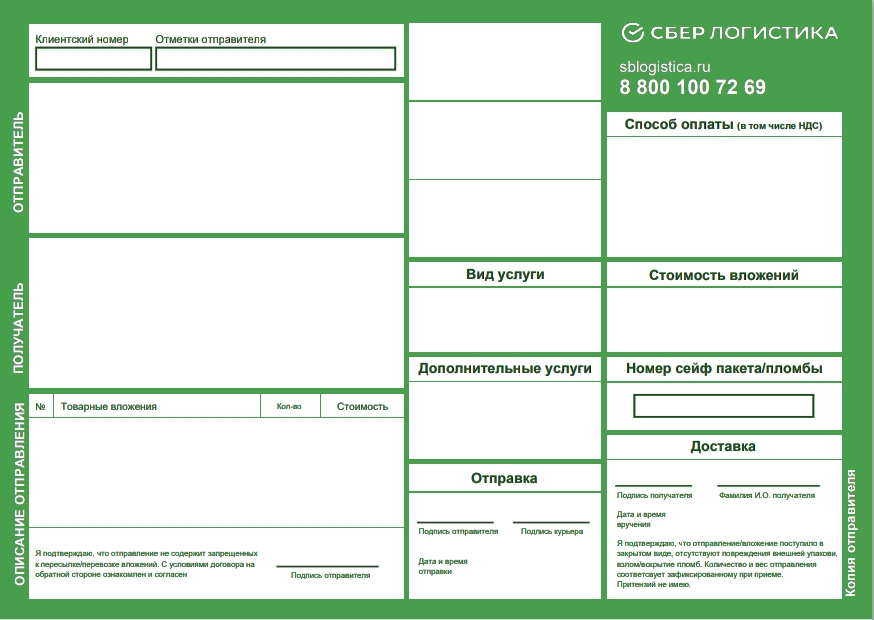 Клиентский номер
Отметки отправителя
ОТПРАВИТЕЛЬ
ПОЛУЧАТЕЛЬ
ОПИСАНИЕ ОТПРАВЛЕНИЯ
№ Товарные вложения Кол-во Стоимость
Я подтверждаю, что отправление не содержит запрещенных
к пересылке/перевозке вложений. С условиями договора на
обратной стороне ознакомлен и согласен
Подпись отправителя
Вид услуги
Дополнительные услуги
Отправка
Подпись отправителя Подпись курьера
Дата и время
отправки
СБЕР ЛОГИСТИКА
sblogistica.ru
8 800 100 72 69
Способ оплаты (в том числе НДС)
Стоимость вложений
Номер сейф пакета/пломбы
Доставка
Подпись получателя Фамилия И.О. получателя
Дата и время
вручения
Я подтверждаю, что отправление/вложение поступило в
закрытом виде, отсутствуют повреждения внешней упакови,
взлом/вскрытие пломб. Количество и вес отправления
соответсвует зафиксированному при приеме.
Притензий не имею.
Копия отправителя